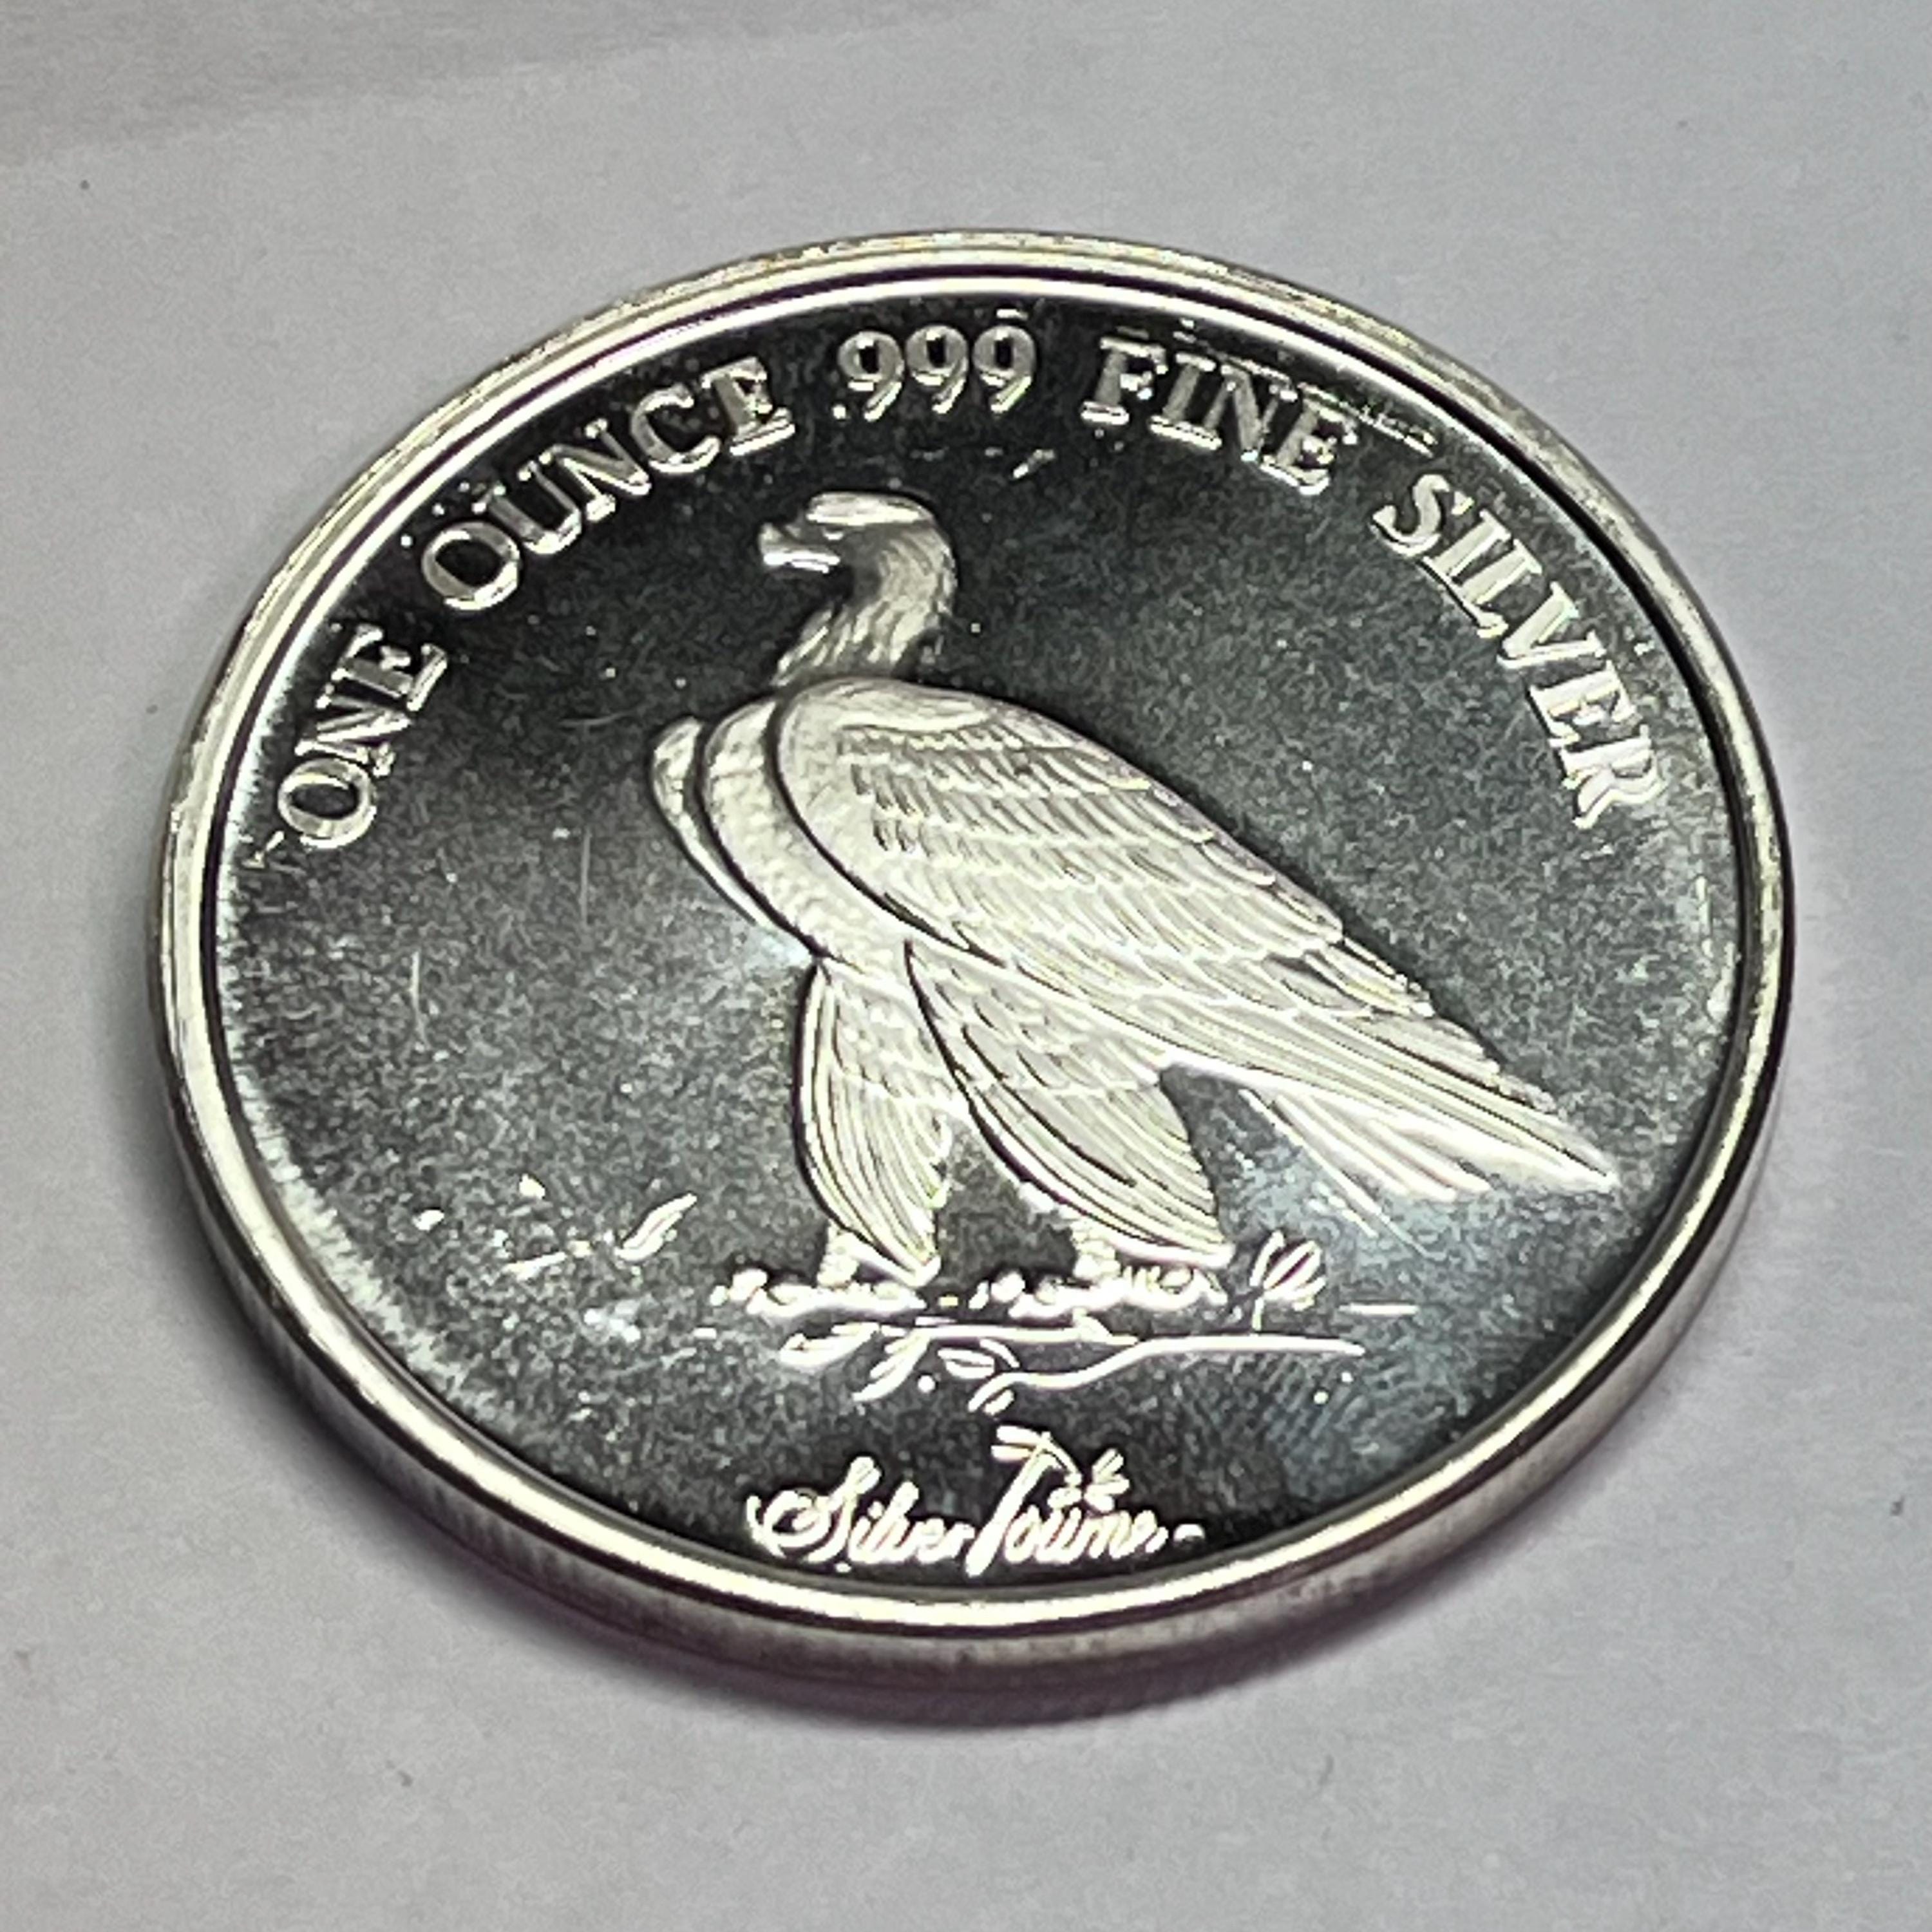 ONE OUNCE .999 FINE SILVER
SilverTowne